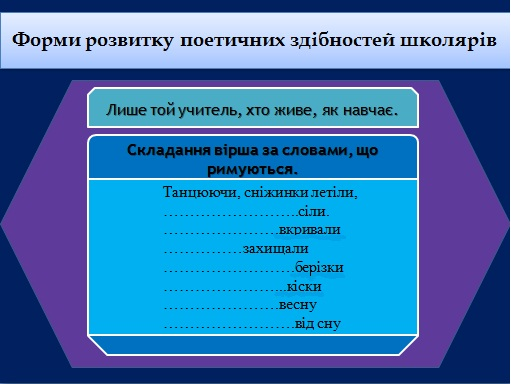 Форми розвитку поетичних здібностей школярів
Лише той учитель, хто живе, як навчає.
Складання вірша за словами, що
римуються.
Танцюючи, сніжинки летіли,
……………………..сіли.
………………….вкривали
……………захищали
…………………….берізки
…………………...кіски
………………….весну
…………………….від сну